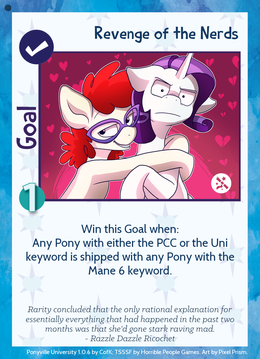 Revenge of the Nerds
Goal
1
Win this Goal when:
Any Pony with either the PCC or the Uni
keyword is shipped with any Pony with the
Mane 6 keyword.
Rarity concluded that the only rational explanation for
essentially everything that had happened in the past two
months was that she'd gone stark raving mad.
- Razzle Dazzle Ricochet
Ponyville University 1.0.6 by CofK, TSSSF by Horrible People Games. Art by Pixel Prism.